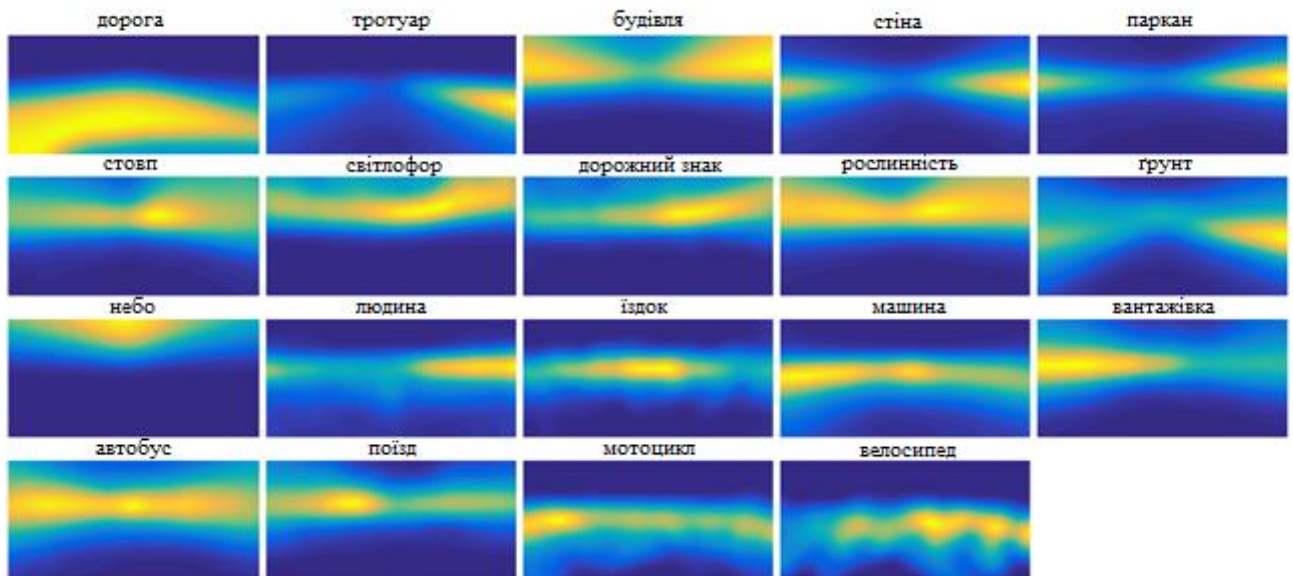 дорога тротуар будівля стіна паркан
стовп світлофор дорожний знак рослинність ґрунт
небо людина їздок машина вантажівка
автобус поїзд мотоцикл велосипед